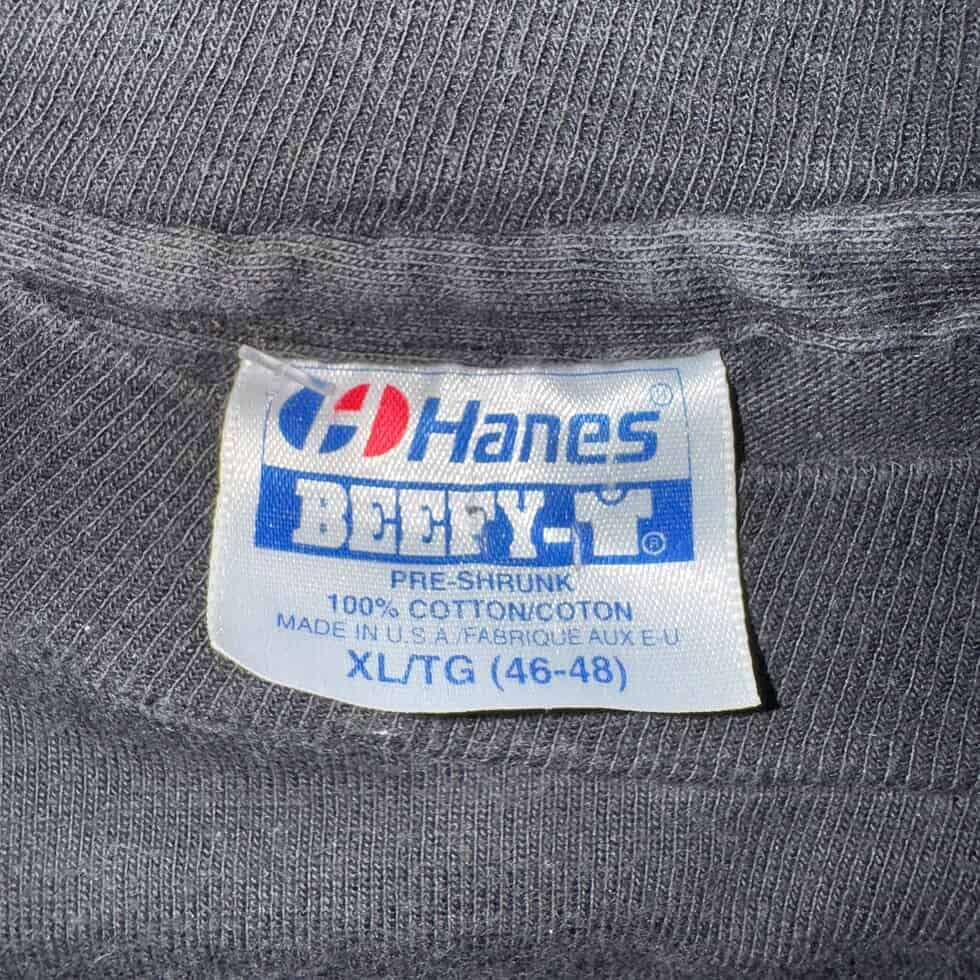 Hanes®
BEEFY-T®
PRE-SHRUNK
100% COTTON/COTON
MADE IN U.S.A./FABRIQUE AUX E-U
XL/TG (46-48)